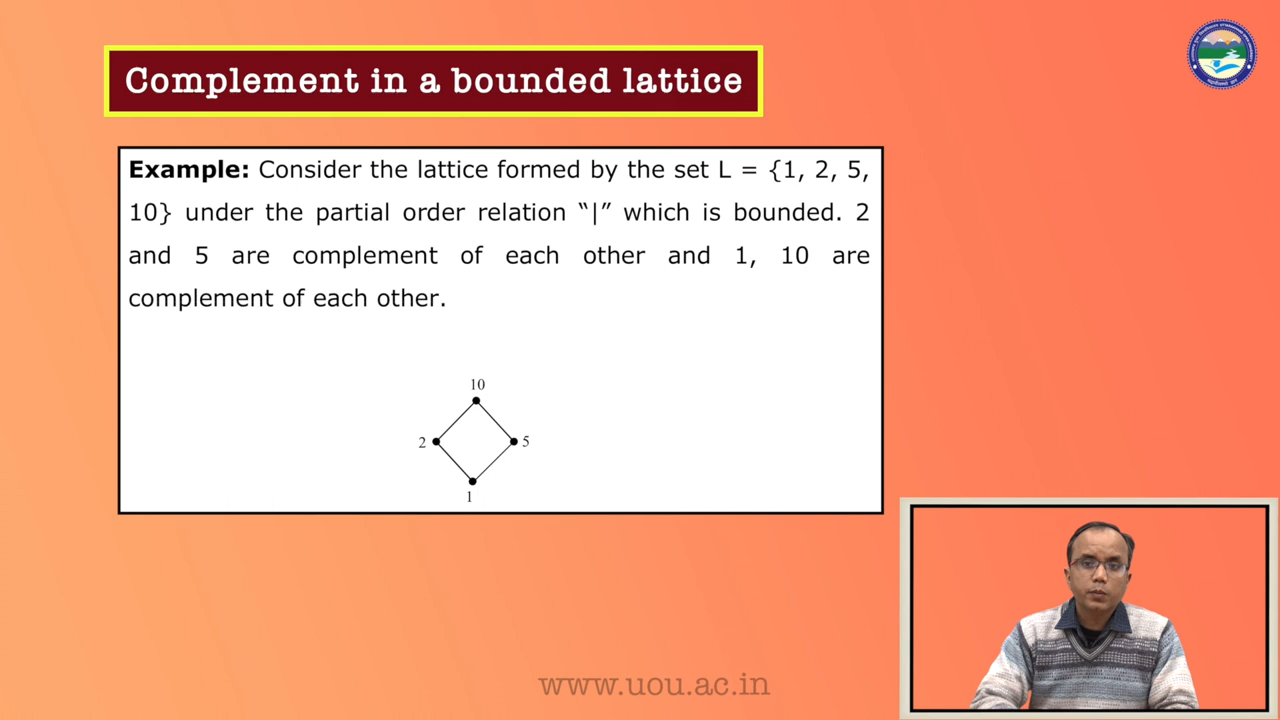 Complement in a bounded lattice
Example: Consider the lattice formed by the set L = {1, 2, 5,
10} under the partial order relation “|” which is bounded. 2
and 5 are complement of each other and 1, 10 are
complement of each other.
10
2
5
1
www.uou.ac.in